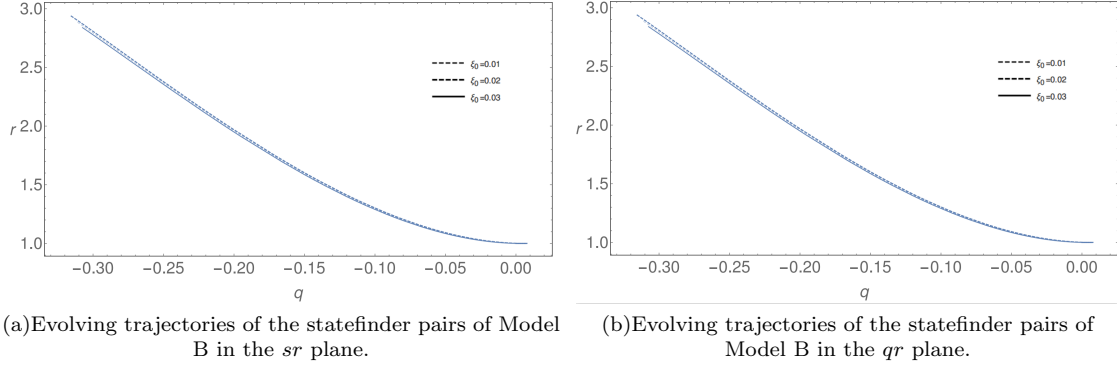 3.0
2.5
r 2.0
1.5
1.0
ξ₀=0.01
ξ₀=0.02
ξ₀=0.03
−0.30 −0.25 −0.20 −0.15 −0.10 −0.05 0.00
q
(a)Evolving trajectories of the statefinder pairs of Model
B in the sr plane.
3.0
2.5
r 2.0
1.5
1.0
ξ₀=0.01
ξ₀=0.02
ξ₀=0.03
−0.30 −0.25 −0.20 −0.15 −0.10 −0.05 0.00
q
(b)Evolving trajectories of the statefinder pairs of
Model B in the qr plane.